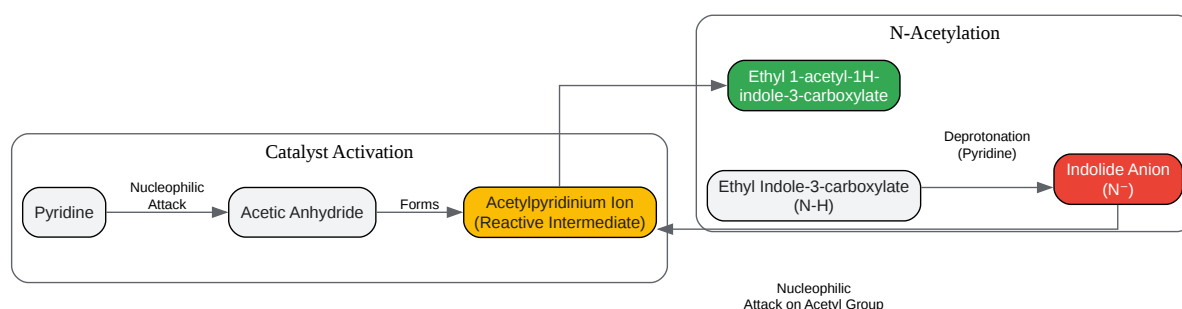 N-Acetylation
Ethyl 1-acetyl-1H-
indole-3-carboxylate
Catalyst Activation
Deprotonation
(Pyridine)
Nucleophilic
Attack
Pyridine
Acetic Anhydride
Forms
Acetylpyridinium Ion
(Reactive Intermediate)
Ethyl Indole-3-carboxylate
(N-H)
Indolide Anion
(N⁻)
Nucleophilic
Attack on Acetyl Group